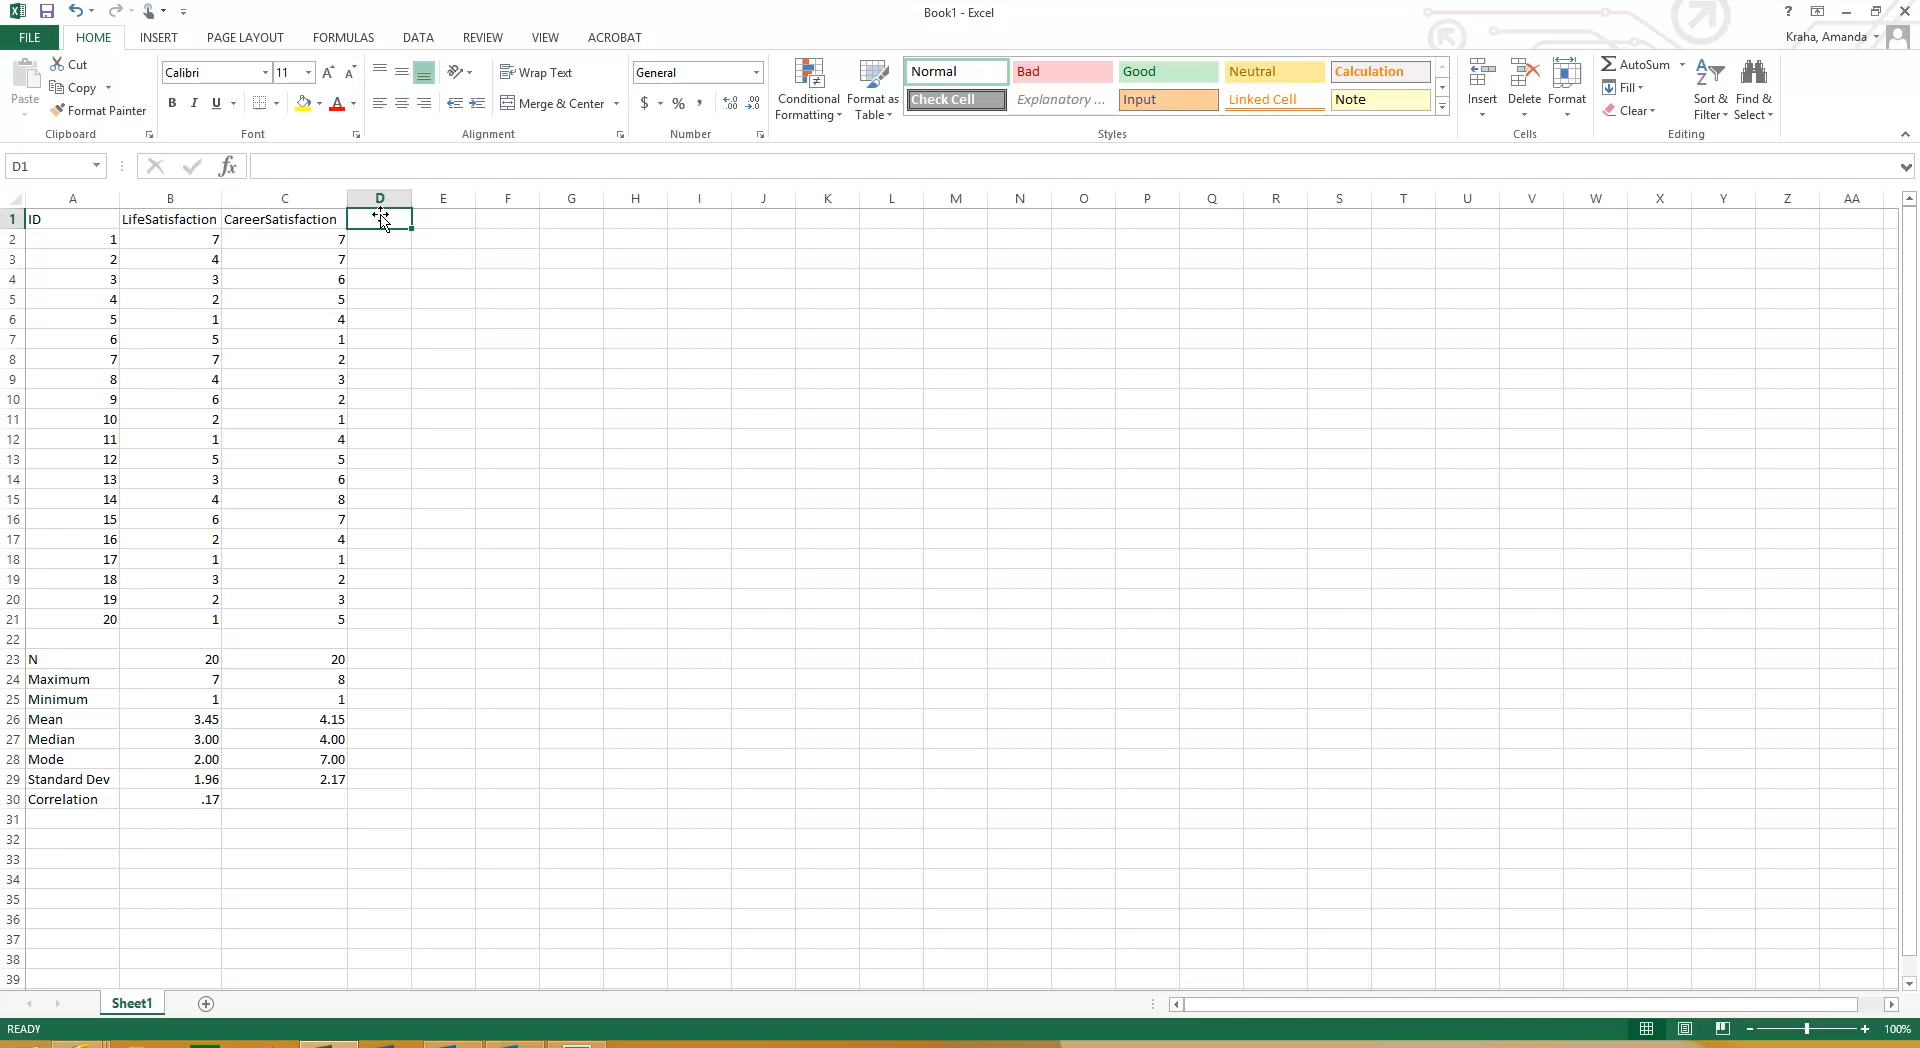 Book1 - Excel
?
FILE HOME INSERT PAGE LAYOUT FORMULAS DATA REVIEW VIEW ACROBAT
Kraha, Amanda
Paste
Cut
Copy
Format Painter
Clipboard
Calibri 11
B I U
Font
Wrap Text
Merge & Center
Alignment
General
$ % ,
Number
Conditional Formatting
Format as Table
Normal Bad Good Neutral Calculation
Check Cell Explanatory ... Input Linked Cell Note
Styles
Insert Delete Format
Cells
AutoSum
Fill
Clear
Sort & Filter
Find & Select
Editing
D1 fx
A B C D E F G H I J K L M N O P Q R S T U V W X Y Z AA
1 ID LifeSatisfaction CareerSatisfaction
2 1 7 7
3 2 4 7
4 3 3 6
5 4 2 5
6 5 1 4
7 6 5 1
8 7 7 2
9 8 4 3
10 9 6 2
11 10 2 1
12 11 1 4
13 12 5 5
14 13 3 6
15 14 4 8
16 15 6 7
17 16 2 4
18 17 1 1
19 18 3 2
20 19 2 3
21 20 1 5
22
23 N 20 20
24 Maximum 7 8
25 Minimum 1 1
26 Mean 3.45 4.15
27 Median 3.00 4.00
28 Mode 2.00 7.00
29 Standard Dev 1.96 2.17
30 Correlation .17
31
32
33
34
35
36
37
38
39
Sheet1
READY
100%